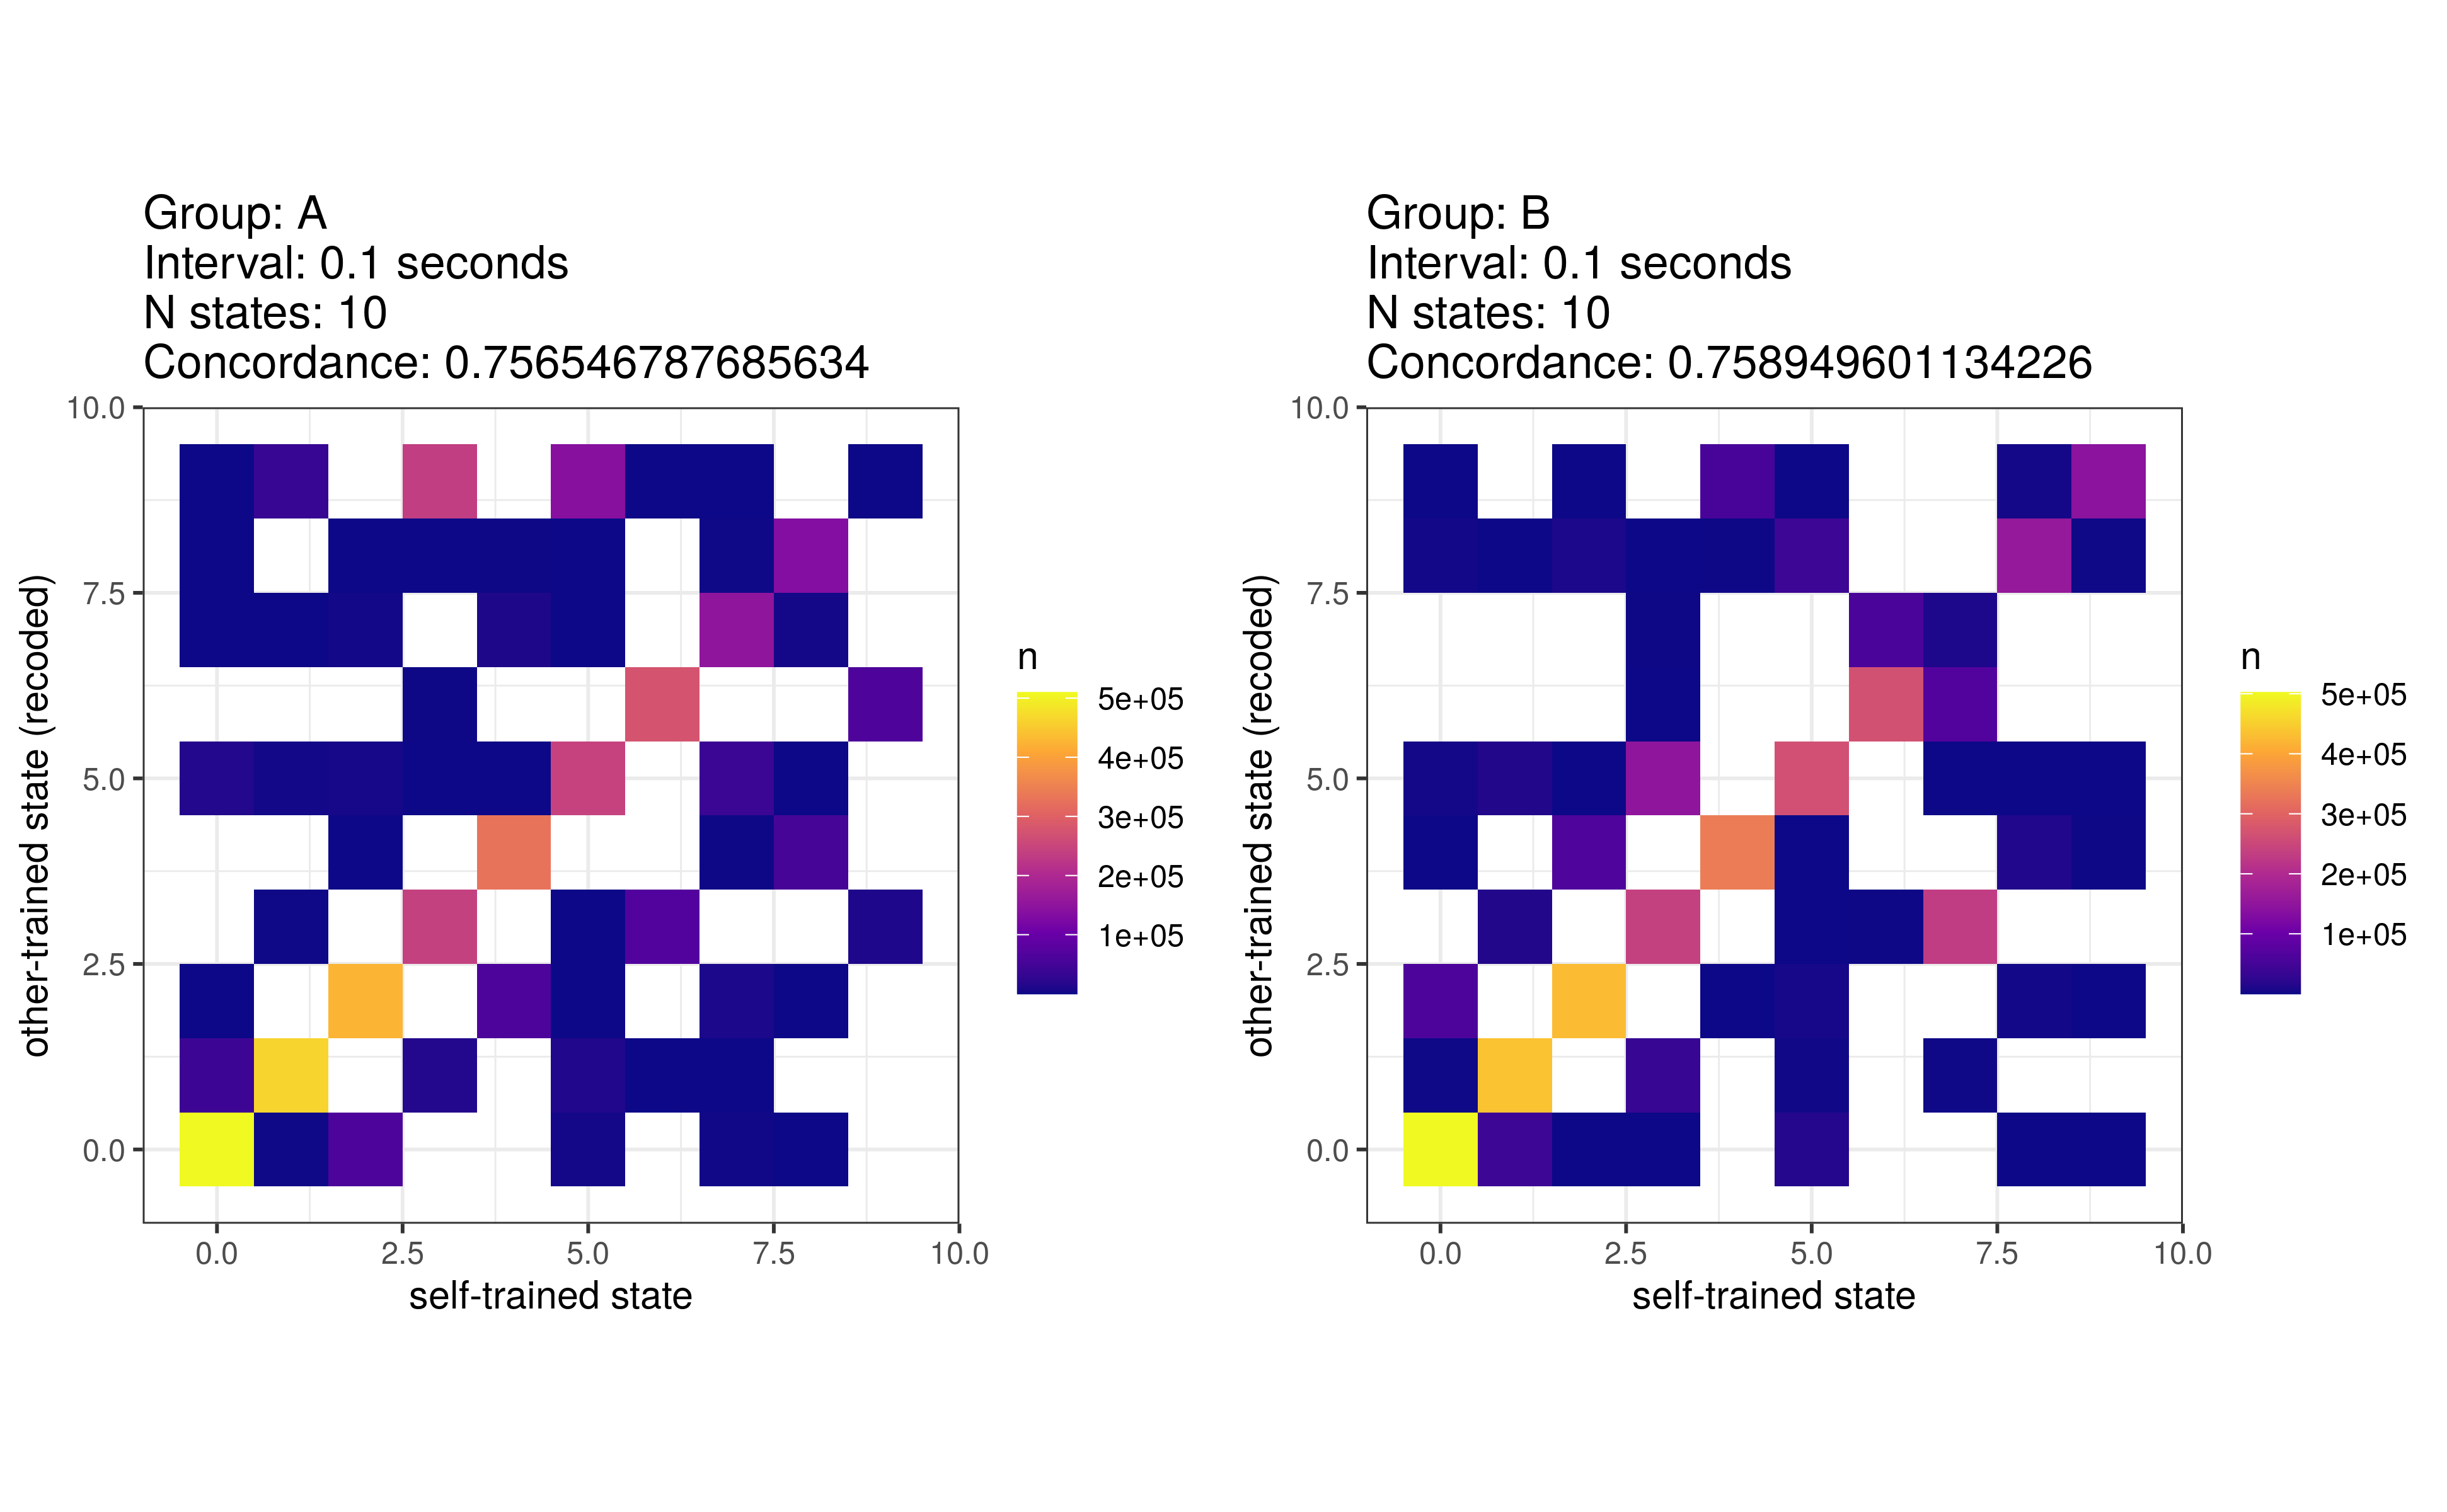 Group: A
Interval: 0.1 seconds
N states: 10
Concordance: 0.756546787685634
10.0
7.5
5.0
2.5
0.0
other-trained state (recoded)
0.0 2.5 5.0 7.5 10.0
self-trained state
n
5e+05
4e+05
3e+05
2e+05
1e+05
Group: B
Interval: 0.1 seconds
N states: 10
Concordance: 0.758949601134226
10.0
7.5
5.0
2.5
0.0
other-trained state (recoded)
0.0 2.5 5.0 7.5 10.0
self-trained state
n
5e+05
4e+05
3e+05
2e+05
1e+05